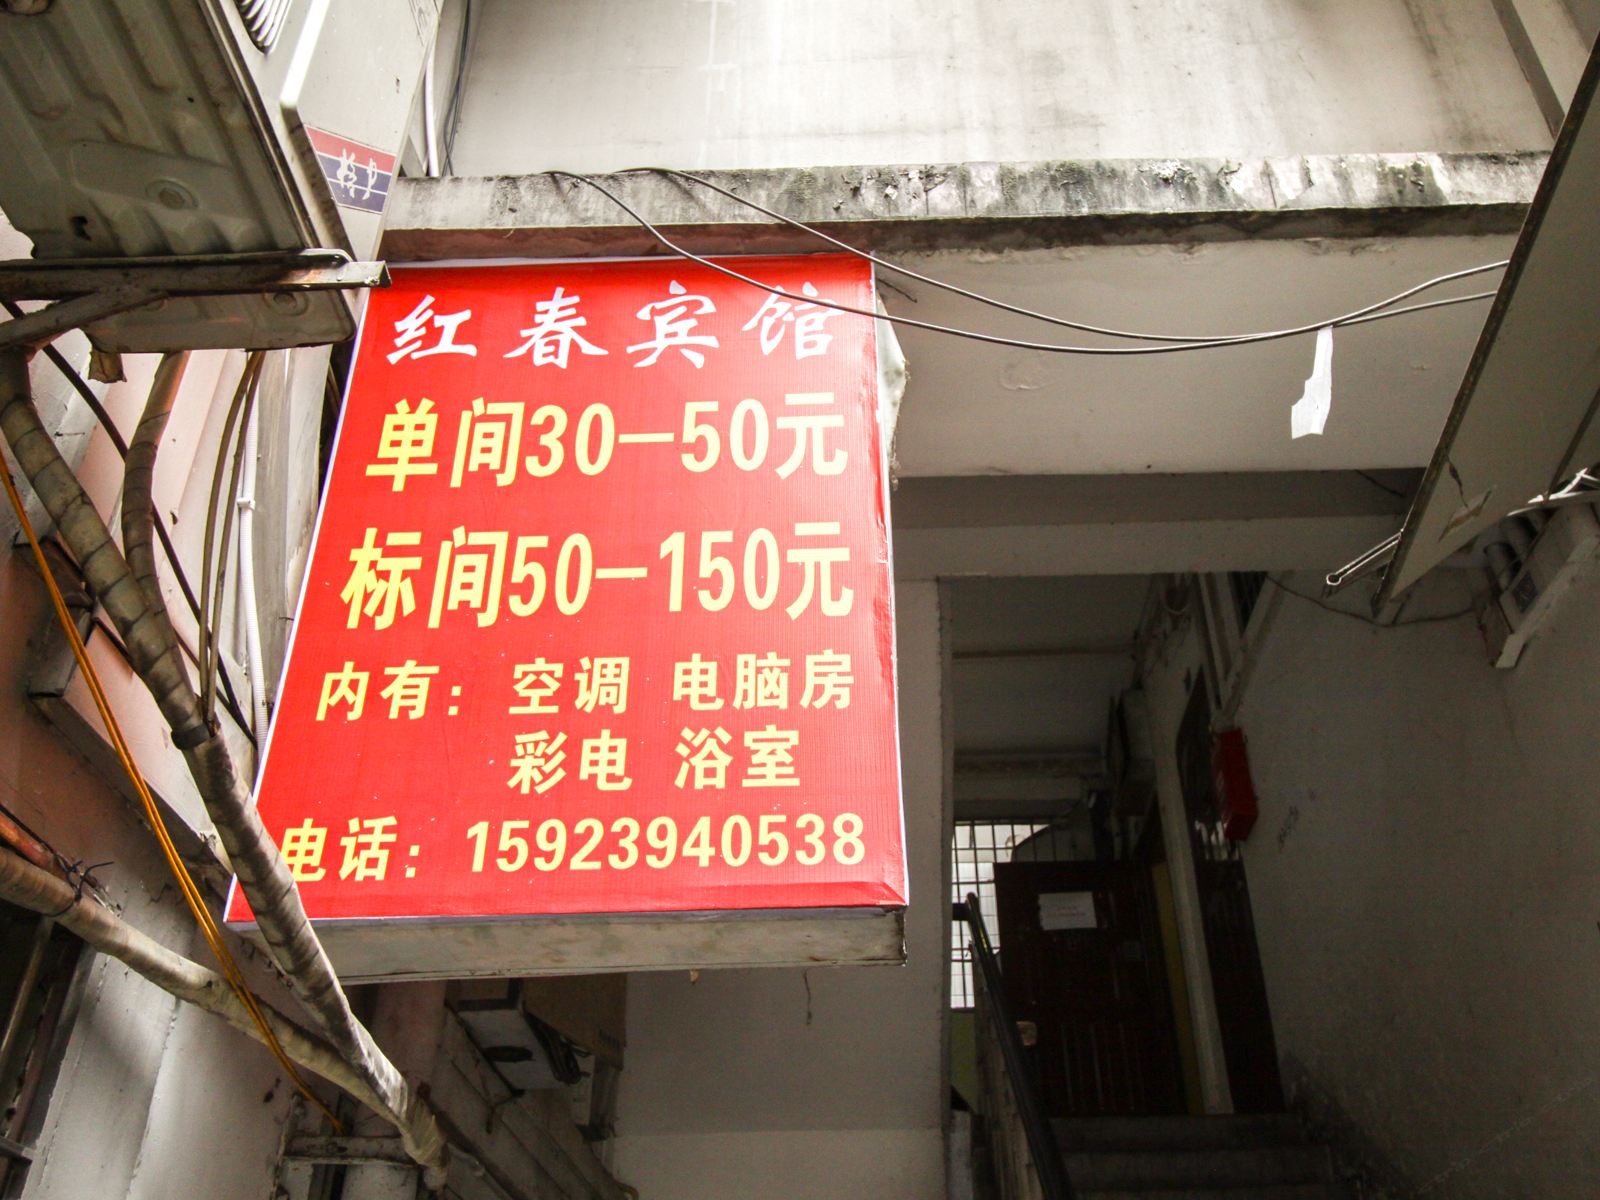 红春宾馆
单间30—50元
标间50—150元
内有：空调 电脑房
彩电 浴室
电话：15923940538